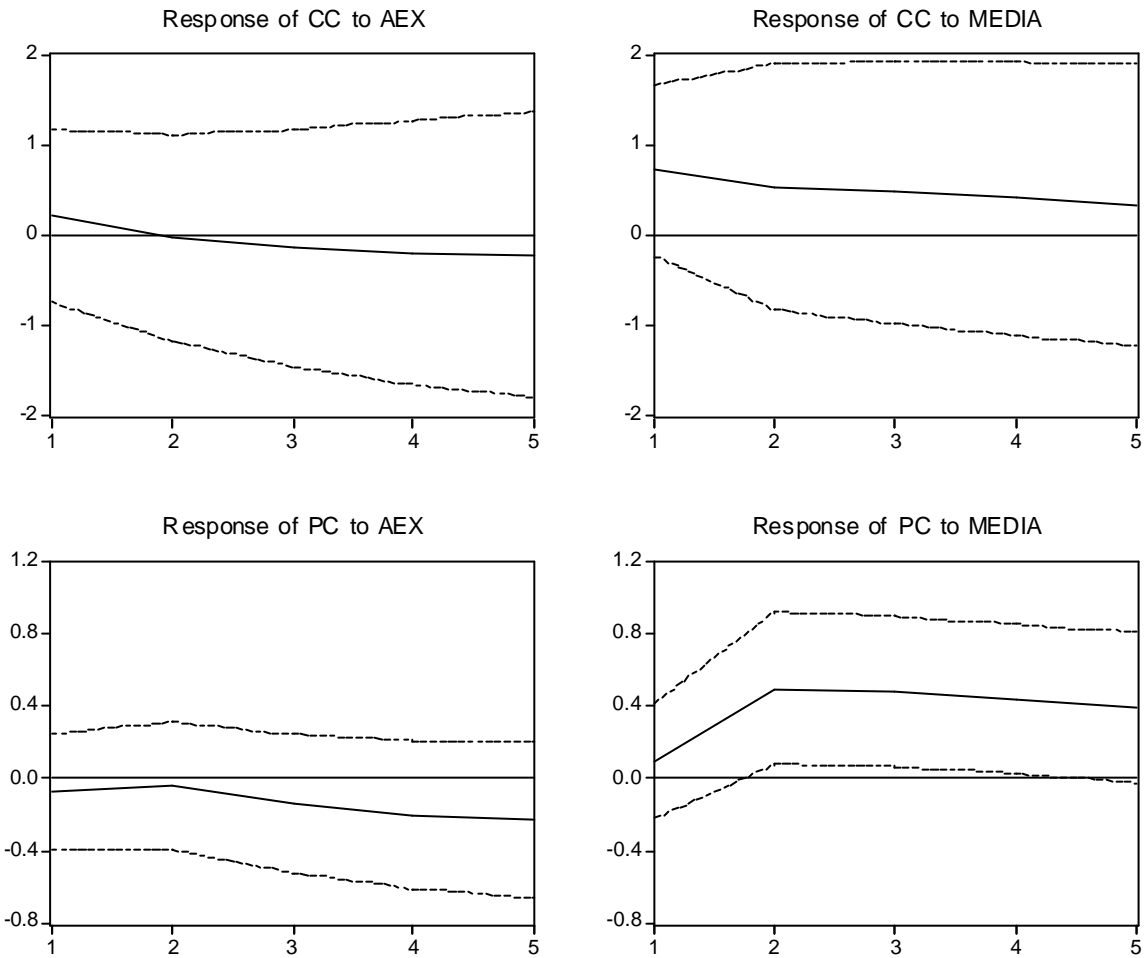 Response of CC to AEX
2
1
0
-1
-2
1 2 3 4 5
Response of CC to MEDIA
2
1
0
-1
-2
1 2 3 4 5
Response of PC to AEX
1.2
0.8
0.4
0.0
-0.4
-0.8
1 2 3 4 5
Response of PC to MEDIA
1.2
0.8
0.4
0.0
-0.4
-0.8
1 2 3 4 5